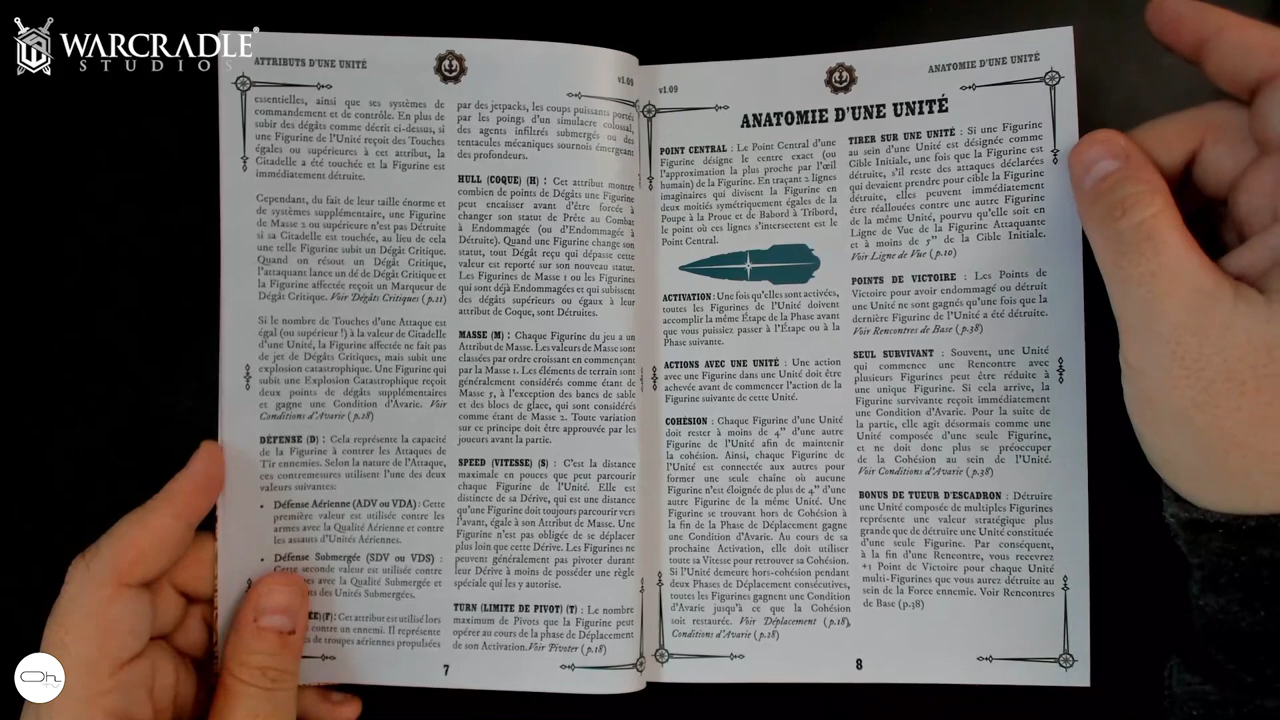 WARCRADLE®
STUDIOS
ATTRIBUTS D'UNE UNITÉ
v1.09
essentielles, ainsi que ses systèmes de
commandement et de contrôle. En plus de
subir des dégâts comme décrit ci-dessus, si
une Figurine de l'Unité reçoit des Touches
égales ou supérieures à cet attribut, la
Citadelle a été touchée et la Figurine est
immédiatement détruite.
Cependant, du fait de leur taille énorme et
de systèmes supplémentaire, une Figurine
de Masse 2 ou supérieure n'est pas Détruite
si sa Citadelle est touchée, au lieu de cela
une telle Figurine subit un Dégât Critique.
Quand on résout un Dégât Critique,
l'attaquant lance un dé de Dégât Critique et
la Figurine affectée reçoit un Marqueur de
Dégât Critique. Voir Dégâts Critiques (p.21)
Si le nombre de Touches d'une Attaque est
égal (ou supérieur !) à la valeur de Citadelle
d'une Unité, la Figurine affectée ne fait pas
de jet de Dégâts Critiques, mais subit une
explosion catastrophique. Une Figurine qui
subit une Explosion Catastrophique reçoit
deux points de dégâts supplémentaires
et gagne une Condition d'Avarie. Voir
Conditions d'Avarie (p.28)
DÉFENSE (D) : Cela représente la capacité
de la Figurine à contrer les Attaques de
Tir ennemies. Selon la nature de l'Attaque,
ces contremesures utilisent l'une des deux
valeurs suivantes:
• Défense Aérienne (ADV ou VDA) : Cette
première valeur est utilisée contre les
armes avec la Qualité Aérienne et contre
les assauts d'Unités Aériennes.
• Défense Submergée (SDV ou VDS) :
Cette seconde valeur est utilisée contre
avec la Qualité Submergée et
des Unités Submergées.
(F): Cet attribut est utilisé lors
contre un ennemi. Il représente
de troupes aériennes propulsées
par des jetpacks, les coups puissants portés
par les poings d'un simulacre colossal,
des agents infiltrés submergés ou des
tentacules mécaniques sournois émergeant
des profondeurs.
HULL (COQUE) (H) : Cet attribut montre
combien de points de Dégâts une Figurine
peut encaisser avant d'être forcée à
changer son statut de Prête au Combat
à Endommagée (ou d'Endommagée à
Détruite). Quand une Figurine change son
statut, tout Dégât reçu qui dépasse cette
valeur est reporté sur son nouveau statut.
Les Figurines de Masse 1 ou les Figurines
qui sont déjà Endommagées et qui subissent
des dégâts supérieurs ou égaux à leur
attribut de Coque, sont Détruites.
MASSE (M) : Chaque Figurine du jeu a un
Attribut de Masse. Les valeurs de Masse sont
classées par ordre croissant en commençant
par la Masse 1. Les éléments de terrain sont
généralement considérés comme étant de
Masse 5, à l'exception des bancs de sable
et des blocs de glace, qui sont considérés
comme étant de Masse 2. Toute variation
sur ce principe doit être approuvée par les
joueurs avant la partie.
SPEED (VITESSE) (S) : C'est la distance
maximale en pouces que peut parcourir
chaque Figurine de l'Unité. Elle est
distincte de sa Dérive, qui est une distance
qu'une Figurine doit toujours parcourir vers
l'avant, égale à son Attribut de Masse. Une
Figurine n'est pas obligée de se déplacer
plus loin que cette Dérive. Les Figurines ne
peuvent généralement pas pivoter durant
leur Dérive à moins de posséder une règle
spéciale qui les y autorise.
TURN (LIMITE DE PIVOT) (T) : Le nombre
maximum de Pivots que la Figurine peut
opérer au cours de la phase de Déplacement
de son Activation.Voir Pivoter (p.18)
7
v1.09
ANATOMIE D'UNE UNITÉ
ANATOMIE D'UNE UNITÉ
POINT CENTRAL : Le Point Central d'une
Figurine désigne le centre exact (ou
l'approximation la plus proche par l'œil
humain) de la Figurine. En traçant 2 lignes
imaginaires qui divisent la Figurine en
deux moitiés symétriquement égales de la
Poupe à la Proue et de Babord à Tribord,
le point où ces lignes s'intersectent est le
Point Central.
ACTIVATION : Une fois qu'elles sont activées,
toutes les Figurines de l'Unité doivent
accomplir la même Étape de la Phase avant
que vous puissiez passer à l'Étape ou à la
Phase suivante.
ACTIONS AVEC UNE UNITÉ : Une action
avec une Figurine dans une Unité doit être
achevée avant de commencer l'action de la
Figurine suivante de cette Unité.
COHÉSION : Chaque Figurine d'une Unité
doit rester à moins de 4” d'une autre
Figurine de l'Unité afin de maintenir
la cohésion. Ainsi, chaque Figurine de
l'Unité est connectée aux autres pour
former une seule chaîne où aucune
Figurine n'est éloignée de plus de 4” d'une
autre Figurine de la même Unité. Une
Figurine se trouvant hors de Cohésion à
la fin de la Phase de Déplacement gagne
une Condition d'Avarie. Au cours de sa
prochaine Activation, elle doit utiliser
toute sa Vitesse pour retrouver sa Cohésion.
Si l'Unité demeure hors-cohésion pendant
deux Phases de Déplacement consécutives,
toutes les Figurines gagnent une Condition
d'Avarie jusqu'à ce que la Cohésion
soit restaurée. Voir Déplacement (p.18),
Conditions d'Avarie (p.28)
TIRER SUR UNE UNITÉ : Si une Figurine
au sein d'une Unité est désignée comme
Cible Initiale, une fois que la Figurine est
détruite, s'il reste des attaques déclarées
qui devaient prendre pour cible la Figurine
détruite, elles peuvent immédiatement
être réallouées contre une autre Figurine
de la même Unité, pourvu qu'elle soit en
Ligne de Vue de la Figurine Attaquante
et à moins de 5” de la Cible Initiale.
Voir Ligne de Vue (p.10)
POINTS DE VICTOIRE : Les Points de
Victoire pour avoir endommagé ou détruit
une Unité ne sont gagnés qu'une fois que la
dernière Figurine de l'Unité a été détruite.
Voir Rencontres de Base (p.38)
SEUL SURVIVANT : Souvent, une Unité
qui commence une Rencontre avec
plusieurs Figurines peut être réduite à
une unique Figurine. Si cela arrive, la
Figurine survivante reçoit immédiatement
une Condition d'Avarie. Pour la suite de
la partie, elle agit désormais comme une
Unité composée d'une seule Figurine,
et ne doit donc plus se préoccuper
de la Cohésion au sein de l'Unité.
Voir Conditions d'Avarie (p.38)
BONUS DE TUEUR D'ESCADRON : Détruire
une Unité composée de multiples Figurines
représente une valeur stratégique plus
grande que de détruire une Unité constituée
d'une seule Figurine. Par conséquent,
à la fin d'une Rencontre, vous recevrez
+1 Point de Victoire pour chaque Unité
multi-Figurines que vous aurez détruite au
sein de la Force ennemie. Voir Rencontres
de Base (p.38)
8
Oh
TV